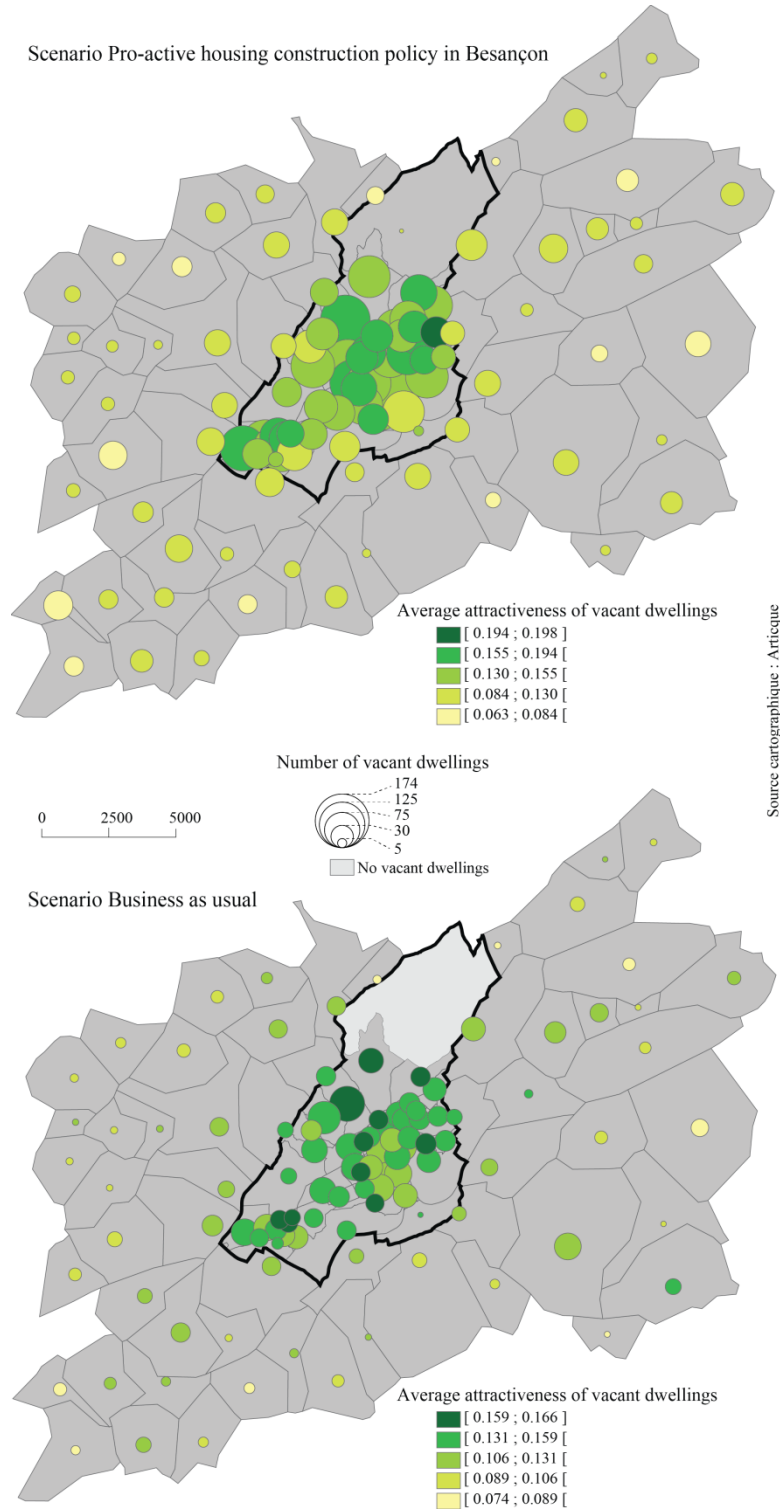 Scenario Pro-active housing construction policy in Besançon
Average attractiveness of vacant dwellings
[ 0.194 ; 0.198 ]
[ 0.155 ; 0.194 [
[ 0.130 ; 0.155 [
[ 0.084 ; 0.130 [
[ 0.063 ; 0.084 [
Source cartographique : Articque
Number of vacant dwellings
174
125
75
30
5
No vacant dwellings
0 2500 5000
Scenario Business as usual
Average attractiveness of vacant dwellings
[ 0.159 ; 0.166 ]
[ 0.131 ; 0.159 [
[ 0.106 ; 0.131 [
[ 0.089 ; 0.106 [
[ 0.074 ; 0.089 [